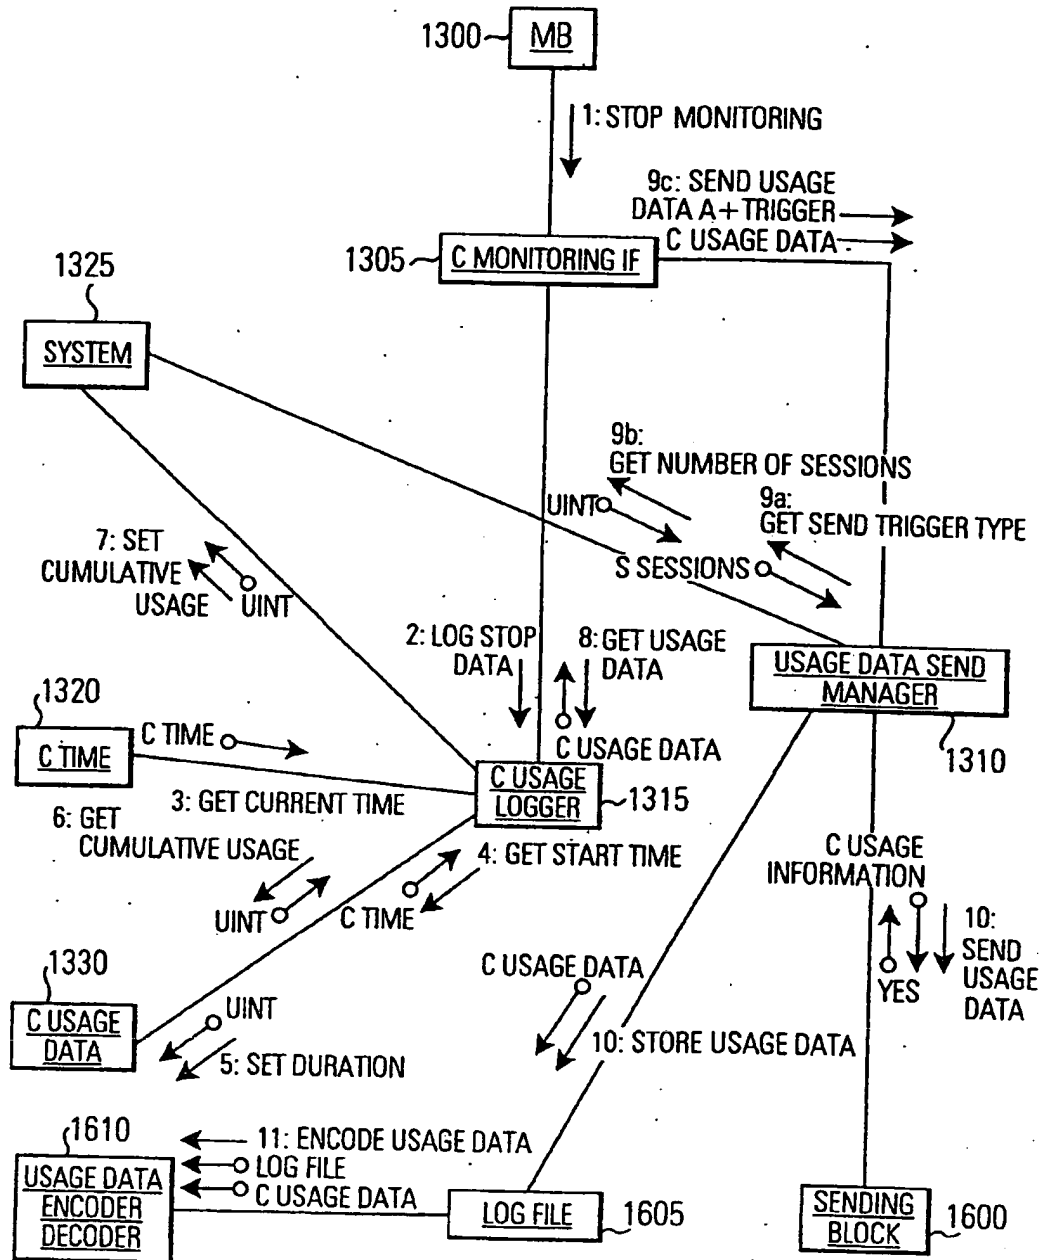 1300
MB
1: STOP MONITORING
9c: SEND USAGE
DATA A+TRIGGER
C USAGE DATA
1305
C MONITORING IF
1325
SYSTEM
9b:
GET NUMBER OF SESSIONS
UINT
9a:
GET SEND TRIGGER TYPE
S SESSIONS
7: SET
CUMULATIVE
USAGE
UINT
2: LOG STOP
DATA
8: GET USAGE
DATA
C USAGE DATA
USAGE DATA SEND
MANAGER
1310
1320
C TIME
C TIME
3: GET CURRENT TIME
C USAGE
LOGGER
1315
6: GET
CUMULATIVE USAGE
UINT
4: GET START TIME
C TIME
C USAGE
INFORMATION
10:
SEND
USAGE
DATA
YES
1330
C USAGE
DATA
UINT
5: SET DURATION
C USAGE DATA
10: STORE USAGE DATA
1610
USAGE DATA
ENCODER
DECODER
11: ENCODE USAGE DATA
LOG FILE
C USAGE DATA
LOG FILE
1605
SENDING
BLOCK
1600